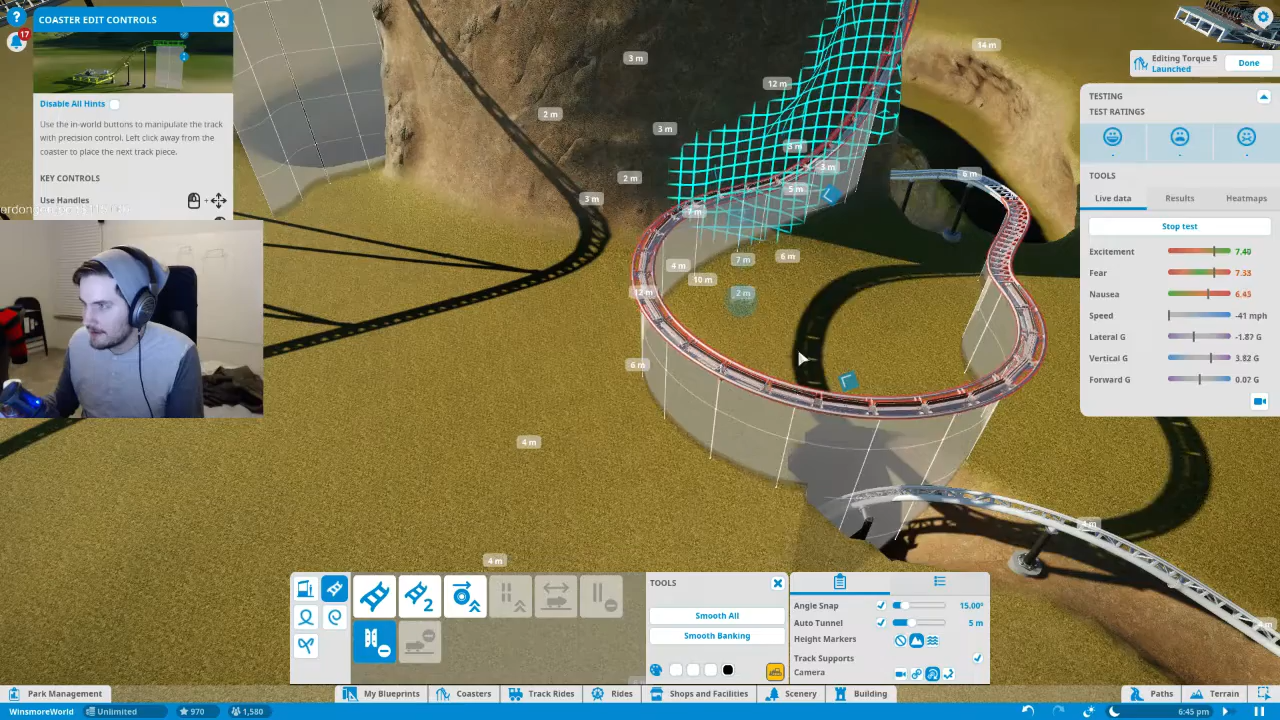 ?
COASTER EDIT CONTROLS
17
Disable All Hints
Use the in-world buttons to manipulate the track
with precision control. Left click away from the
coaster to place the next track piece.
KEY CONTROLS
Use Handles
+
3 m
12 m
14 m
2 m
3 m
3 m
3 m
2 m
5 m
6 m
3 m
7 m
7 m
6 m
4 m
10 m
12 m
2 m
6 m
4 m
4 m
4 m
4 m
Editing Torque 5
Launched
Done
TESTING
TEST RATINGS
- - -
TOOLS
Live data Results Heatmaps
Stop test
Excitement 7.40
Fear 7.33
Nausea 6.45
Speed -41 mph
Lateral G -1.87 G
Vertical G 3.82 G
Forward G 0.07 G
2
TOOLS
Smooth All
Smooth Banking
Angle Snap 15.00°
Auto Tunnel 5 m
Height Markers
Track Supports
Camera
Park Management
My Blueprints
Coasters
Track Rides
Rides
Shops and Facilities
Scenery
Building
Paths
Terrain
WinsmoreWorld
Unlimited
970
1,580
6:45 pm